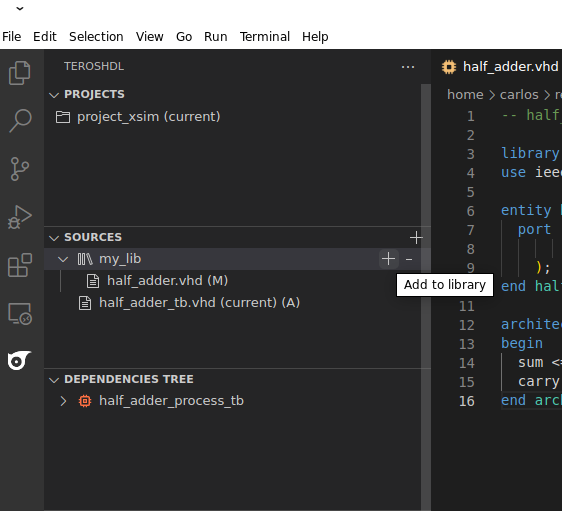 File Edit Selection View Go Run Terminal Help
TEROSHDL ...
PROJECTS
project_xsim (current)
SOURCES
my_lib
half_adder.vhd (M)
half_adder_tb.vhd (current) (A)
Add to library
DEPENDENCIES TREE
half_adder_process_tb
half_adder.vhd
home > carlos > r
1 -- half_
2
3 library
4 use iee
5
6 entity
7 port
8
9 );
10 end hal
11
12 archite
13 begin
14 sum <
15 carry
16 end arc